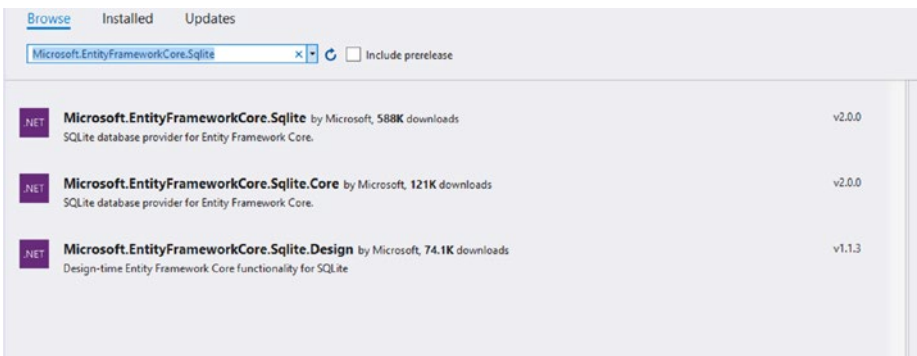 Browse Installed Updates
Microsoft.EntityFrameworkCore.Sqlite × Include prerelease
.NET Microsoft.EntityFrameworkCore.Sqlite by Microsoft, 588K downloads v2.0.0
SQLite database provider for Entity Framework Core.
.NET Microsoft.EntityFrameworkCore.Sqlite.Core by Microsoft, 121K downloads v2.0.0
SQLite database provider for Entity Framework Core.
.NET Microsoft.EntityFrameworkCore.Sqlite.Design by Microsoft, 74.1K downloads v1.1.3
Design-time Entity Framework Core functionality for SQLite